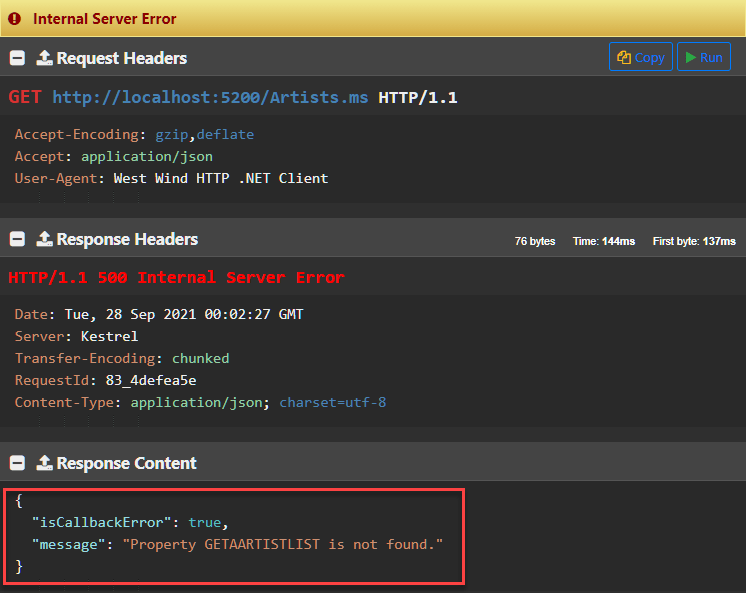 Internal Server Error
Request Headers
Copy
Run
GET http://localhost:5200/Artists.ms HTTP/1.1
Accept-Encoding: gzip,deflate
Accept: application/json
User-Agent: West Wind HTTP .NET Client
Response Headers
76 bytes Time: 144ms First byte: 137ms
HTTP/1.1 500 Internal Server Error
Date: Tue, 28 Sep 2021 00:02:27 GMT
Server: Kestrel
Transfer-Encoding: chunked
RequestId: 83_4defea5e
Content-Type: application/json; charset=utf-8
Response Content
{
"isCallbackError": true,
"message": "Property GETAARTISTLIST is not found."
}